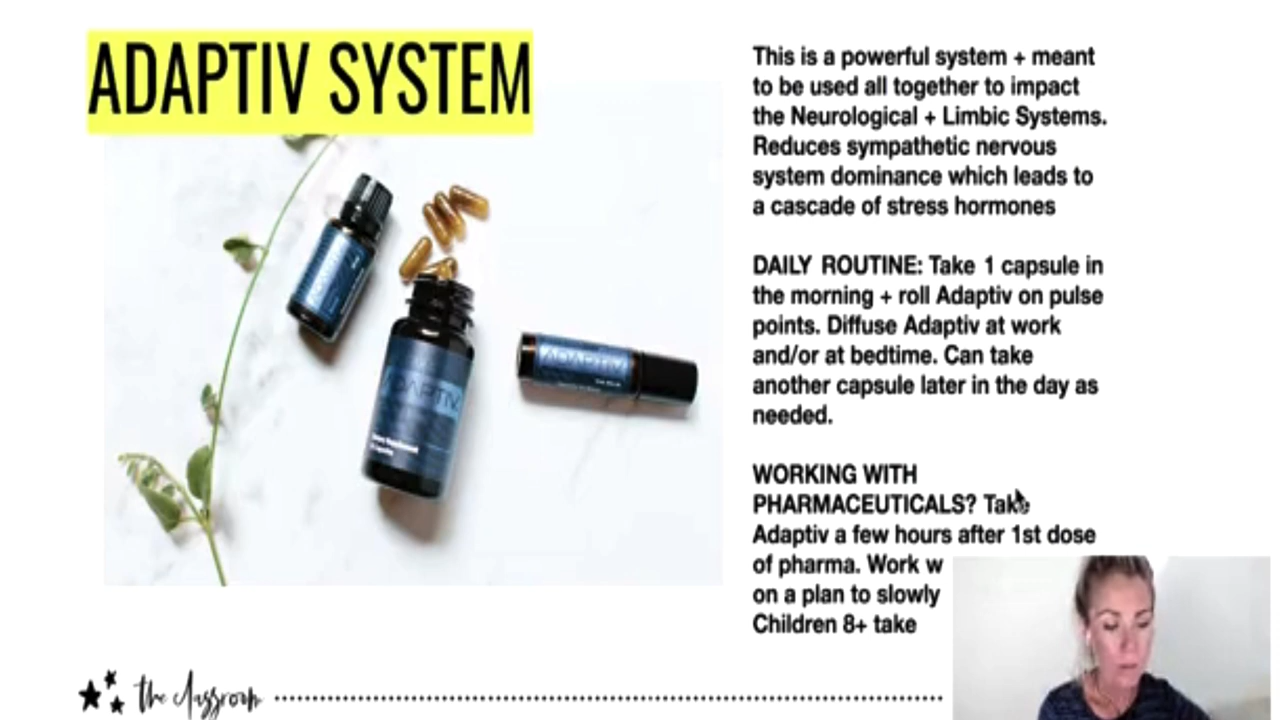 ADAPTIV SYSTEM
This is a powerful system + meant
to be used all together to impact
the Neurological + Limbic Systems.
Reduces sympathetic nervous
system dominance which leads to
a cascade of stress hormones
DAILY ROUTINE: Take 1 capsule in
the morning + roll Adaptiv on pulse
points. Diffuse Adaptiv at work
and/or at bedtime. Can take
another capsule later in the day as
needed.
WORKING WITH
PHARMACEUTICALS? Take
Adaptiv a few hours after 1st dose
of pharma. Work w
on a plan to slowly
Children 8+ take
ADAPTIV
ADAPTIV
the classroom